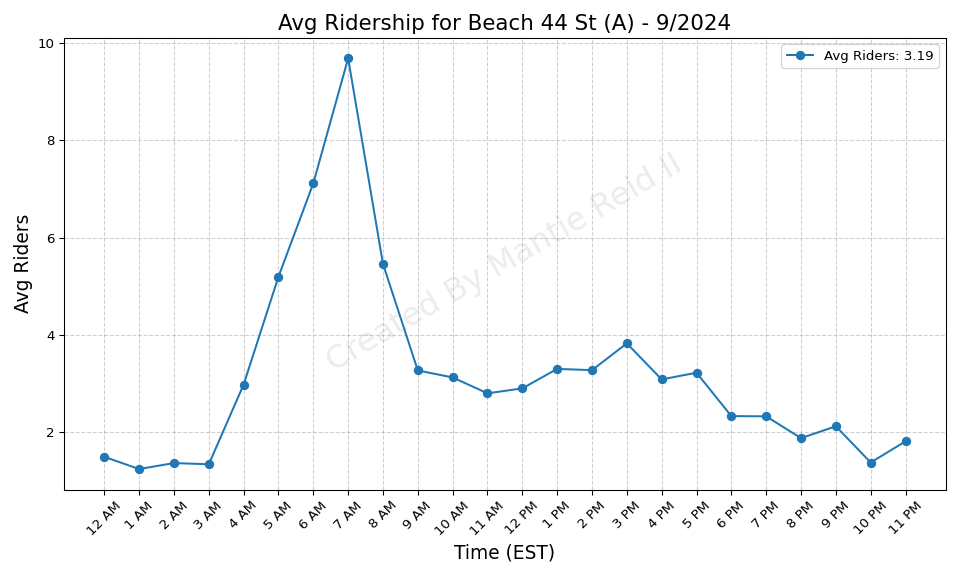 Avg Ridership for Beach 44 St (A) - 9/2024
Avg Riders: 3.19
10
8
6
4
2
Avg Riders
Created By Mantie Reid II
12 AM
1 AM
2 AM
3 AM
4 AM
5 AM
6 AM
7 AM
8 AM
9 AM
10 AM
11 AM
12 PM
1 PM
2 PM
3 PM
4 PM
5 PM
6 PM
7 PM
8 PM
9 PM
10 PM
11 PM
Time (EST)